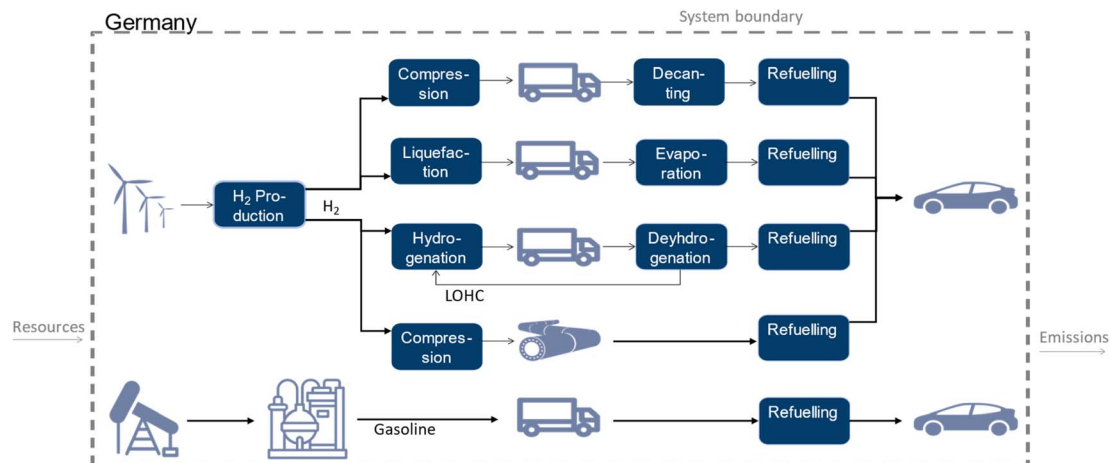 Germany
System boundary
Compres-
sion
Decan-
ting
Refuelling
Liquefac-
tion
Evapo-
ration
Refuelling
H₂ Pro-
duction
H₂
Hydro-
genation
Deyhdro-
genation
Refuelling
LOHC
Resources
Compres-
sion
Refuelling
Emissions
Gasoline
Refuelling